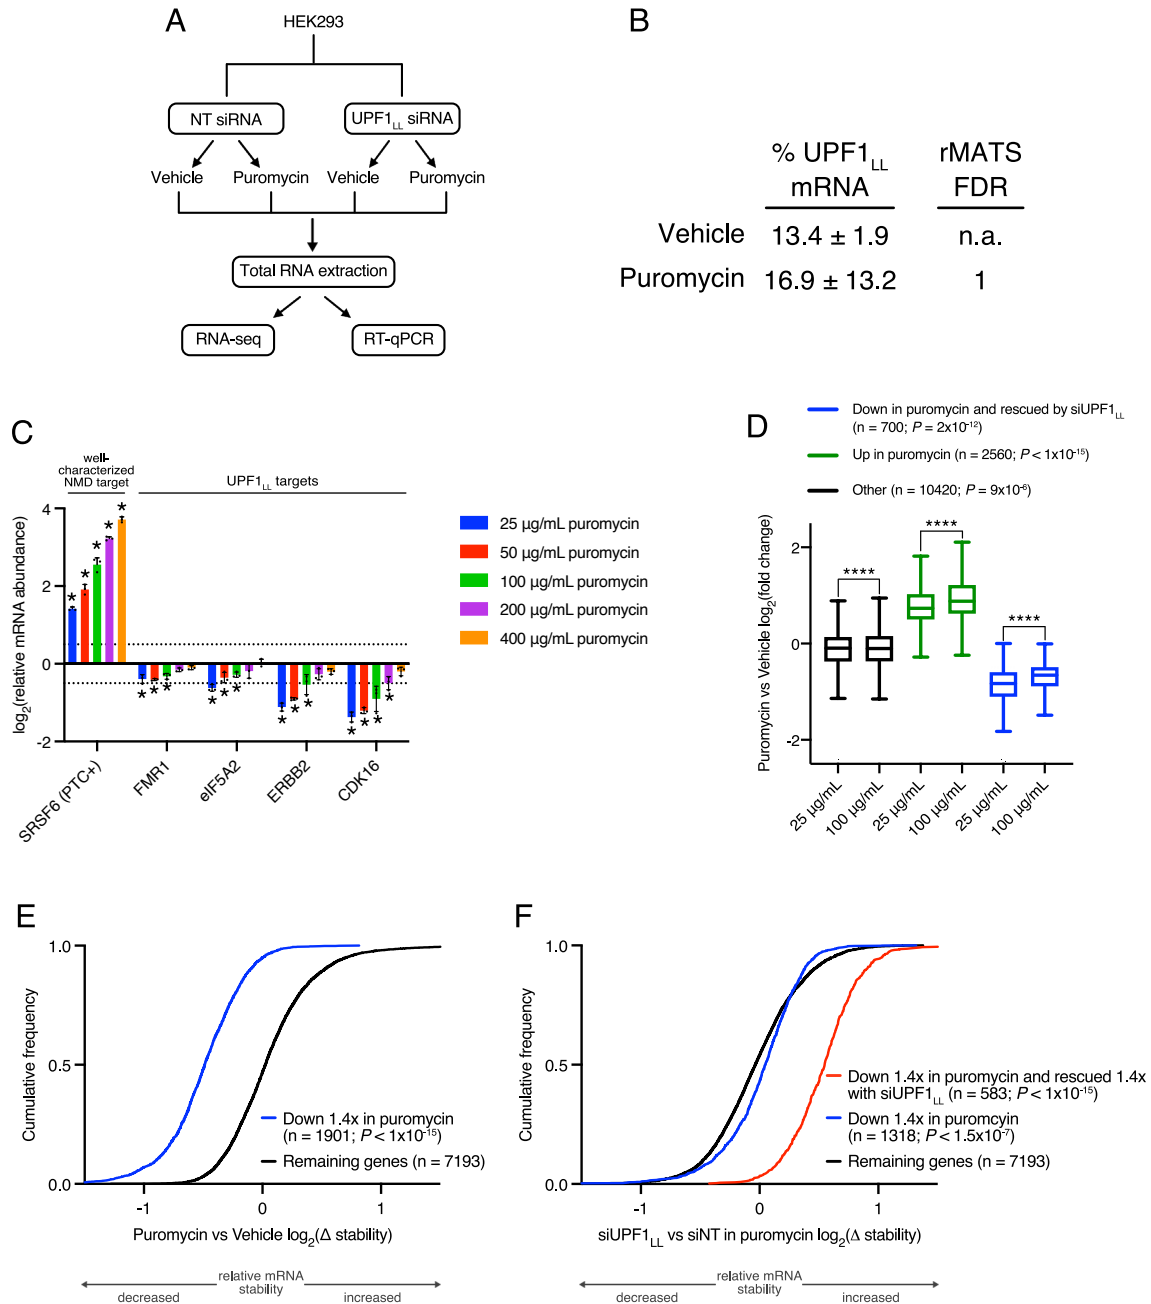 A
HEK293
NT siRNA
UPF1LL siRNA
Vehicle
Puromycin
Vehicle
Puromycin
Total RNA extraction
RNA-seq
RT-qPCR
B
% UPF1LL mRNA
rMATS FDR
Vehicle 13.4 ± 1.9 n.a.
Puromycin 16.9 ± 13.2 1
C
well-
characterized
NMD target
UPF1LL targets
log2(relative mRNA abundance)
4
2
0
-2
* * * * *
* * *
* * *
* * *
* * * *
SRSF6 (PTC+)
FMR1
eIF5A2
ERBB2
CDK16
25 µg/mL puromycin
50 µg/mL puromycin
100 µg/mL puromycin
200 µg/mL puromycin
400 µg/mL puromycin
D
Down in puromycin and rescued by siUPF1LL
(n = 700; P = 2x10-12)
Up in puromycin (n = 2560; P < 1x10-15)
Other (n = 10420; P = 9x10-6)
Puromycin vs Vehicle log2(fold change)
2
0
-2
****
****
****
25 µg/mL
100 µg/mL
25 µg/mL
100 µg/mL
25 µg/mL
100 µg/mL
E
Cumulative frequency
1.0
0.5
0.0
Down 1.4x in puromycin
(n = 1901; P < 1x10-15)
Remaining genes (n = 7193)
-1
0
1
Puromycin vs Vehicle log2(Δ stability)
relative mRNA
stability
decreased
increased
F
Cumulative frequency
1.0
0.5
0.0
Down 1.4x in puromycin and rescued 1.4x
with siUPF1LL (n = 583; P < 1x10-15)
Down 1.4x in puromcyin
(n = 1318; P < 1.5x10-7)
Remaining genes (n = 7193)
-1
0
1
siUPF1LL vs siNT in puromycin log2(Δ stability)
relative mRNA
stability
decreased
increased